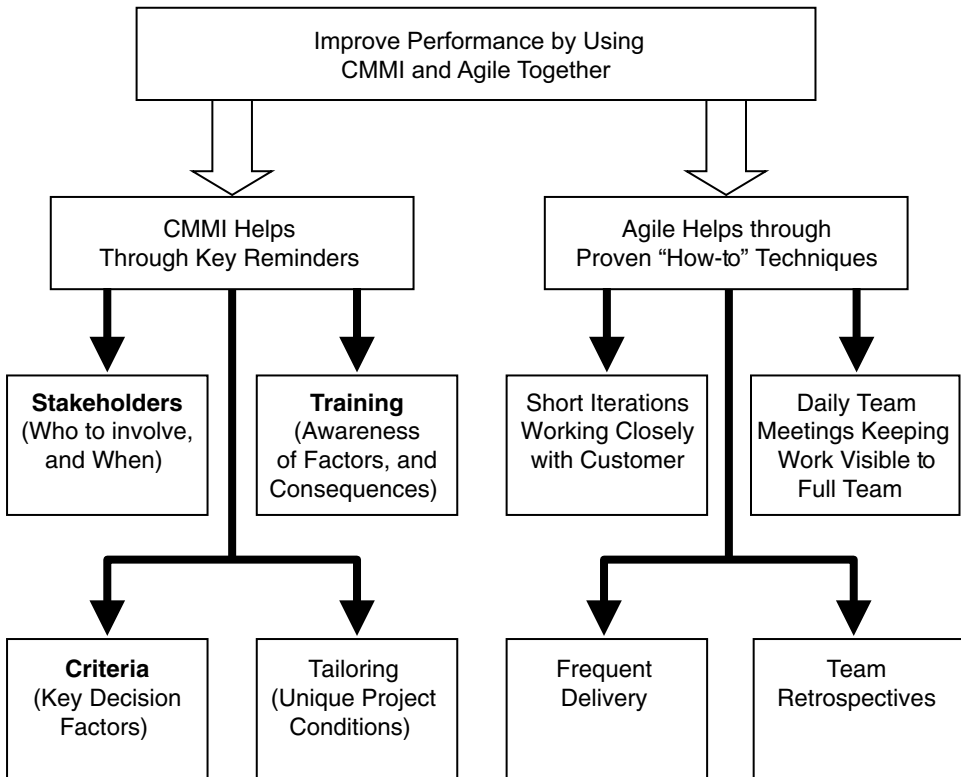 Improve Performance by Using
CMMI and Agile Together
CMMI Helps
Through Key Reminders
Agile Helps through
Proven “How-to” Techniques
Stakeholders
(Who to involve,
and When)
Training
(Awareness
of Factors, and
Consequences)
Short Iterations
Working Closely
with Customer
Daily Team
Meetings Keeping
Work Visible to
Full Team
Criteria
(Key Decision
Factors)
Tailoring
(Unique Project
Conditions)
Frequent
Delivery
Team
Retrospectives